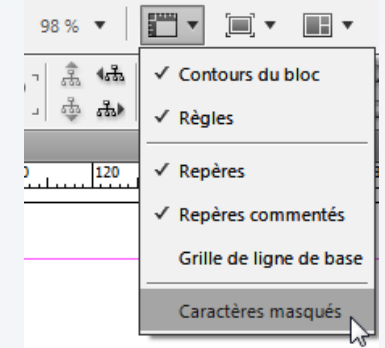 98 %
✓ Contours du bloc
✓ Règles
✓ Repères
✓ Repères commentés
Grille de ligne de base
Caractères masqués
120